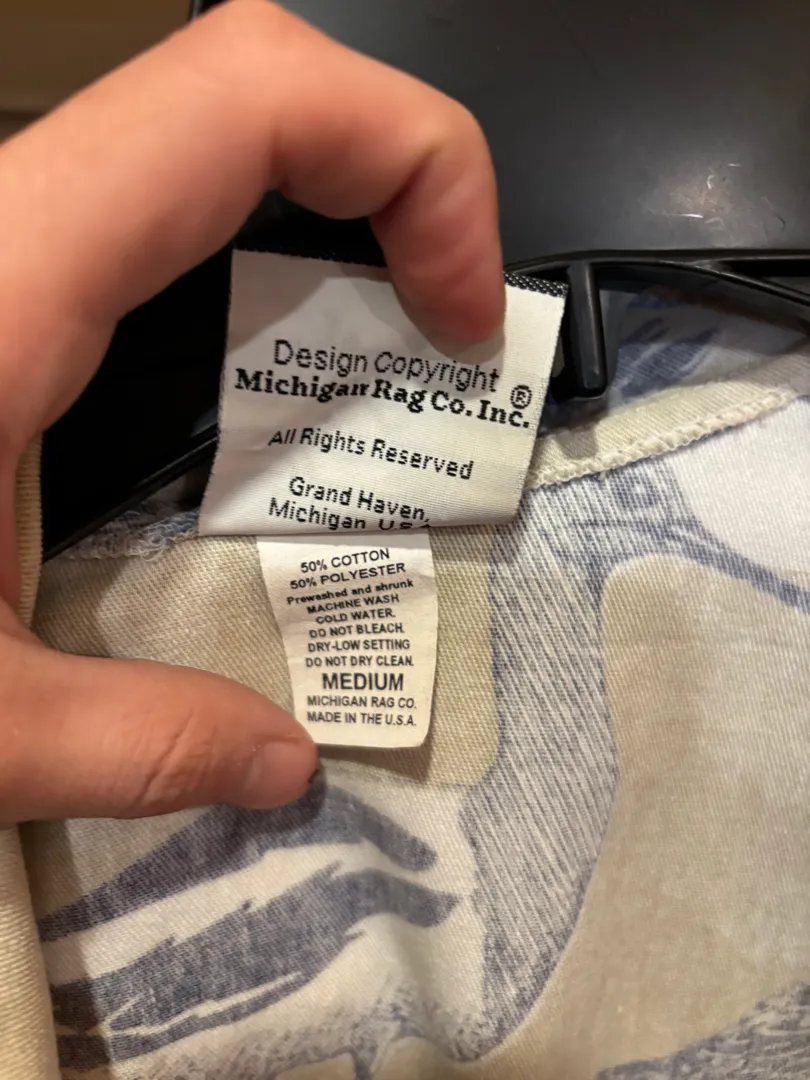 Design Copyright
Michigan Rag Co. Inc. ®
All Rights Reserved
Grand Haven,
Michigan U.S.A.
50% COTTON
50% POLYESTER
Prewashed and shrunk
MACHINE WASH
COLD WATER.
DO NOT BLEACH.
DRY-LOW SETTING
DO NOT DRY CLEAN.
MEDIUM
MICHIGAN RAG CO.
MADE IN THE U.S.A.